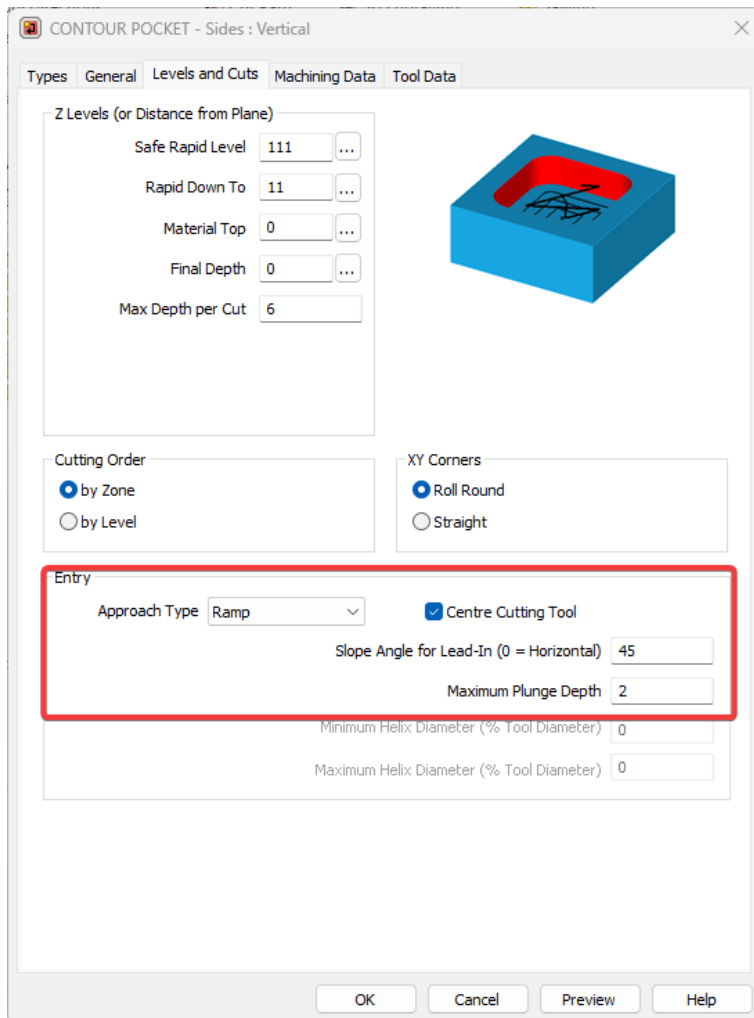 CONTOUR POCKET - Sides : Vertical
Types General Levels and Cuts Machining Data Tool Data
Z Levels (or Distance from Plane)
Safe Rapid Level 111 ...
Rapid Down To 11 ...
Material Top 0 ...
Final Depth 0 ...
Max Depth per Cut 6
Cutting Order
by Zone
by Level
XY Corners
Roll Round
Straight
Entry
Approach Type Ramp Centre Cutting Tool
Slope Angle for Lead-In (0 = Horizontal) 45
Maximum Plunge Depth 2
Minimum Helix Diameter (% Tool Diameter) 0
Maximum Helix Diameter (% Tool Diameter) 0
OK Cancel Preview Help